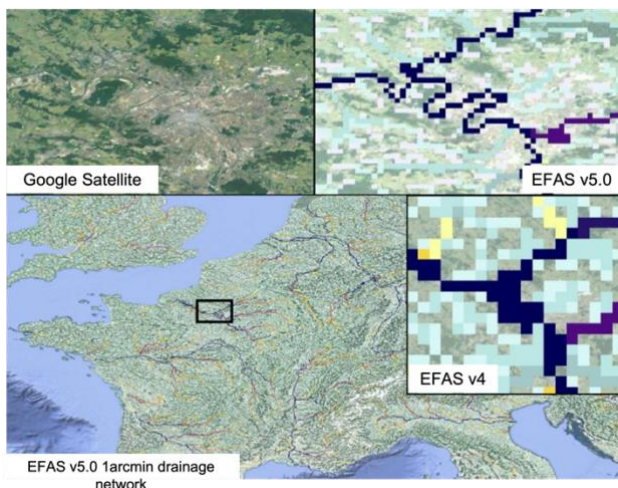 Google Satellite
EFAS v5.0
EFAS v4
EFAS v5.0 1arcmin drainage
network